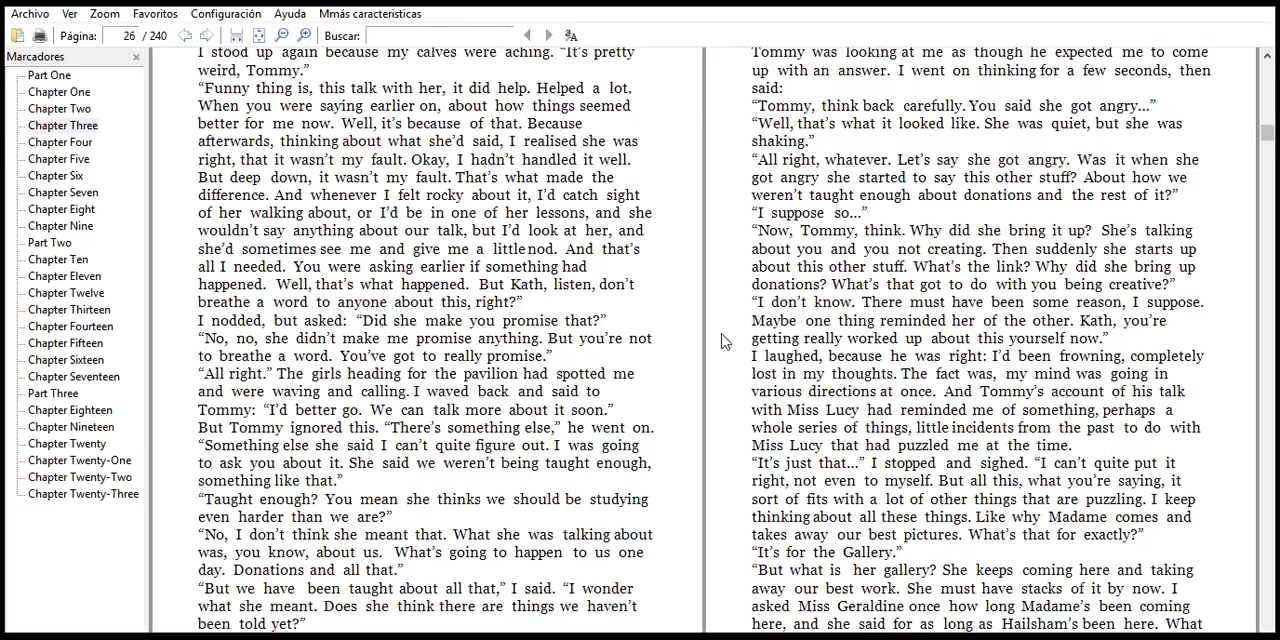 Archivo Ver Zoom Favoritos Configuración Ayuda Mmás caracteristicas
Página: 26 / 240 Buscar:
Marcadores
Part One
Chapter One
Chapter Two
Chapter Three
Chapter Four
Chapter Five
Chapter Six
Chapter Seven
Chapter Eight
Chapter Nine
Part Two
Chapter Ten
Chapter Eleven
Chapter Twelve
Chapter Thirteen
Chapter Fourteen
Chapter Fifteen
Chapter Sixteen
Chapter Seventeen
Part Three
Chapter Eighteen
Chapter Nineteen
Chapter Twenty
Chapter Twenty-One
Chapter Twenty-Two
Chapter Twenty-Three
I stood up again because my calves were aching. “It’s pretty
weird, Tommy.”
“Funny thing is, this talk with her, it did help. Helped a lot.
When you were saying earlier on, about how things seemed
better for me now. Well, it’s because of that. Because
afterwards, thinking about what she’d said, I realised she was
right, that it wasn’t my fault. Okay, I hadn’t handled it well.
But deep down, it wasn’t my fault. That’s what made the
difference. And whenever I felt rocky about it, I’d catch sight
of her walking about, or I’d be in one of her lessons, and she
wouldn’t say anything about our talk, but I’d look at her, and
she’d sometimes see me and give me a little nod. And that’s
all I needed. You were asking earlier if something had
happened. Well, that’s what happened. But Kath, listen, don’t
breathe a word to anyone about this, right?”
I nodded, but asked: “Did she make you promise that?”
“No, no, she didn’t make me promise anything. But you’re not
to breathe a word. You’ve got to really promise.”
“All right.” The girls heading for the pavilion had spotted me
and were waving and calling. I waved back and said to
Tommy: “I’d better go. We can talk more about it soon.”
But Tommy ignored this. “There’s something else,” he went on.
“Something else she said I can’t quite figure out. I was going
to ask you about it. She said we weren’t being taught enough,
something like that.”
“Taught enough? You mean she thinks we should be studying
even harder than we are?”
“No, I don’t think she meant that. What she was talking about
was, you know, about us. What’s going to happen to us one
day. Donations and all that.”
“But we have been taught about all that,” I said. “I wonder
what she meant. Does she think there are things we haven’t
been told yet?”
Tommy was looking at me as though he expected me to come
up with an answer. I went on thinking for a few seconds, then
said:
“Tommy, think back carefully. You said she got angry...”
“Well, that’s what it looked like. She was quiet, but she was
shaking.”
“All right, whatever. Let’s say she got angry. Was it when she
got angry she started to say this other stuff? About how we
weren’t taught enough about donations and the rest of it?”
“I suppose so...”
“Now, Tommy, think. Why did she bring it up? She’s talking
about you and you not creating. Then suddenly she starts up
about this other stuff. What’s the link? Why did she bring up
donations? What’s that got to do with you being creative?”
“I don’t know. There must have been some reason, I suppose.
Maybe one thing reminded her of the other. Kath, you’re
getting really worked up about this yourself now.”
I laughed, because he was right: I’d been frowning, completely
lost in my thoughts. The fact was, my mind was going in
various directions at once. And Tommy’s account of his talk
with Miss Lucy had reminded me of something, perhaps a
whole series of things, little incidents from the past to do with
Miss Lucy that had puzzled me at the time.
“It’s just that...” I stopped and sighed. “I can’t quite put it
right, not even to myself. But all this, what you’re saying, it
sort of fits with a lot of other things that are puzzling. I keep
thinking about all these things. Like why Madame comes and
takes away our best pictures. What’s that for exactly?”
“It’s for the Gallery.”
“But what is her gallery? She keeps coming here and taking
away our best work. She must have stacks of it by now. I
asked Miss Geraldine once how long Madame’s been coming
here, and she said for as long as Hailsham’s been here. What